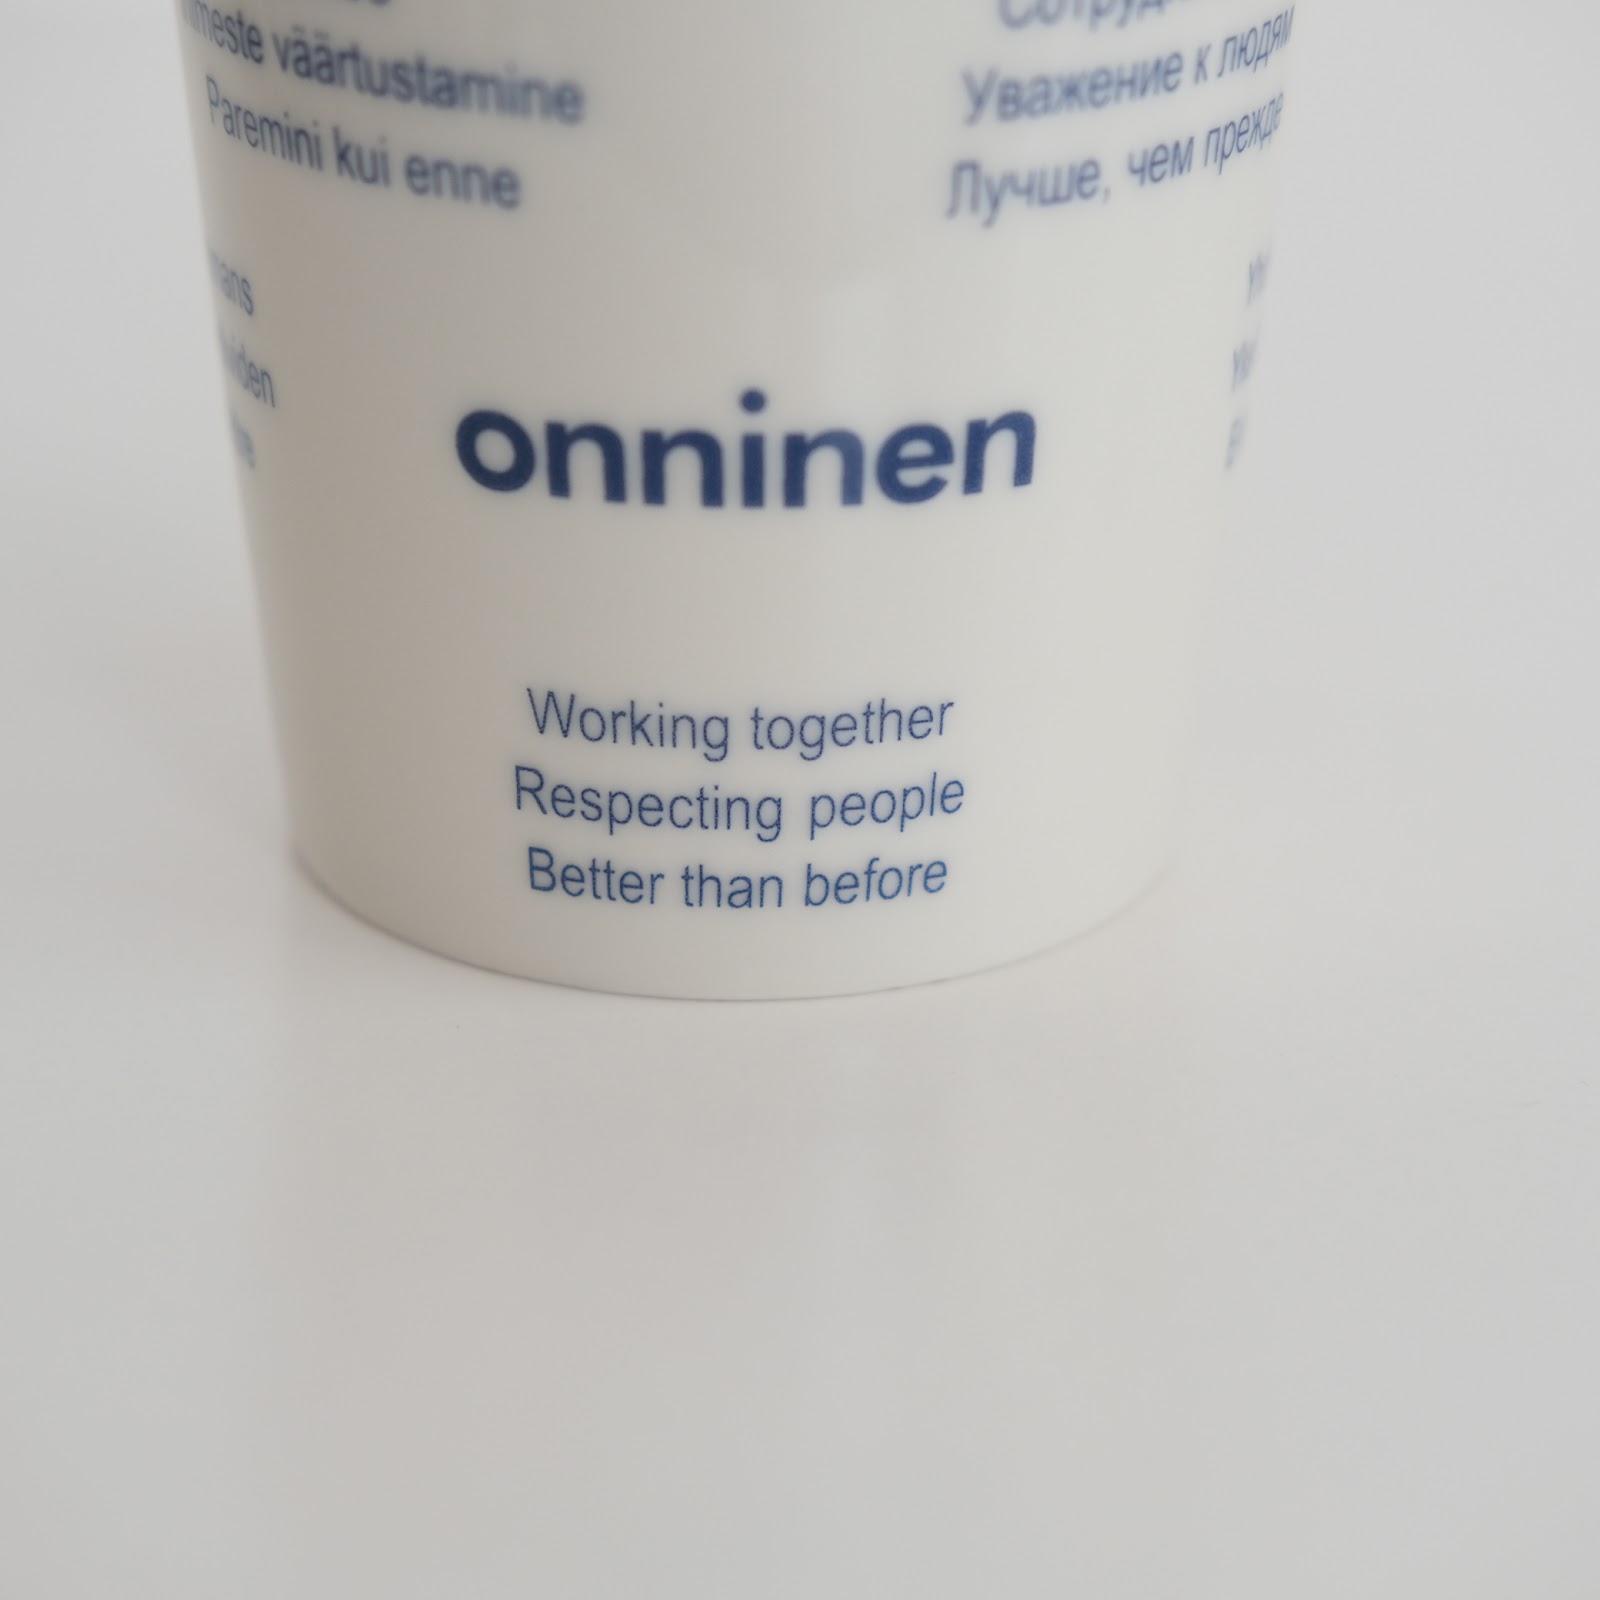 väärtustamine
Paremini kui enne
Уважение к людям
Лучше, чем прежде
onninen
Working together
Respecting people
Better than before